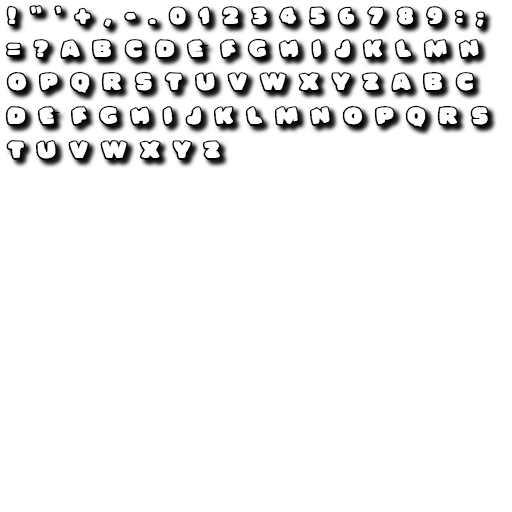 ! " ' + , - . 0 1 2 3 4 5 6 7 8 9 : ;
= ? A B C D E F G H I J K L M N
O P Q R S T U V W X Y Z A B C
D E F G H I J K L M N O P Q R S
T U V W X Y Z